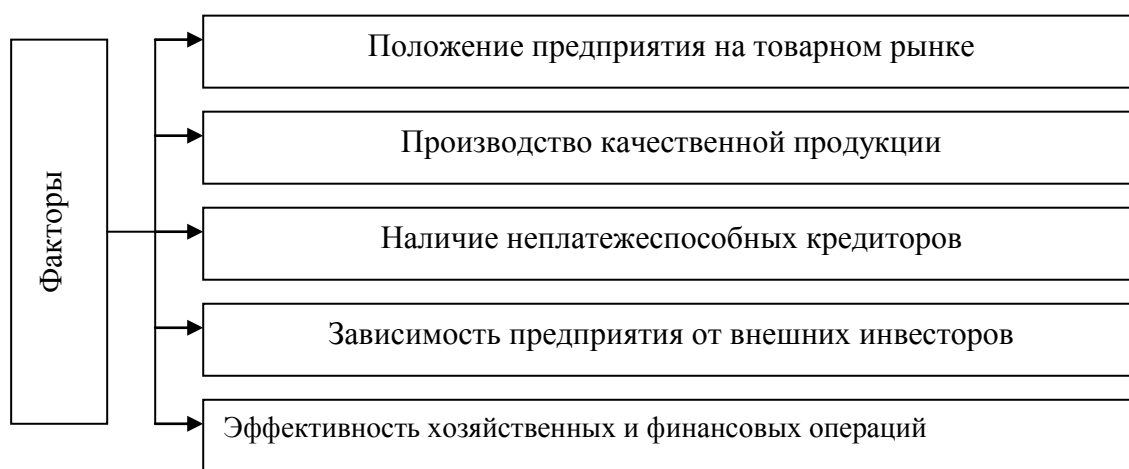 Факторы
Положение предприятия на товарном рынке
Производство качественной продукции
Наличие неплатежеспособных кредиторов
Зависимость предприятия от внешних инвесторов
Эффективность хозяйственных и финансовых операций